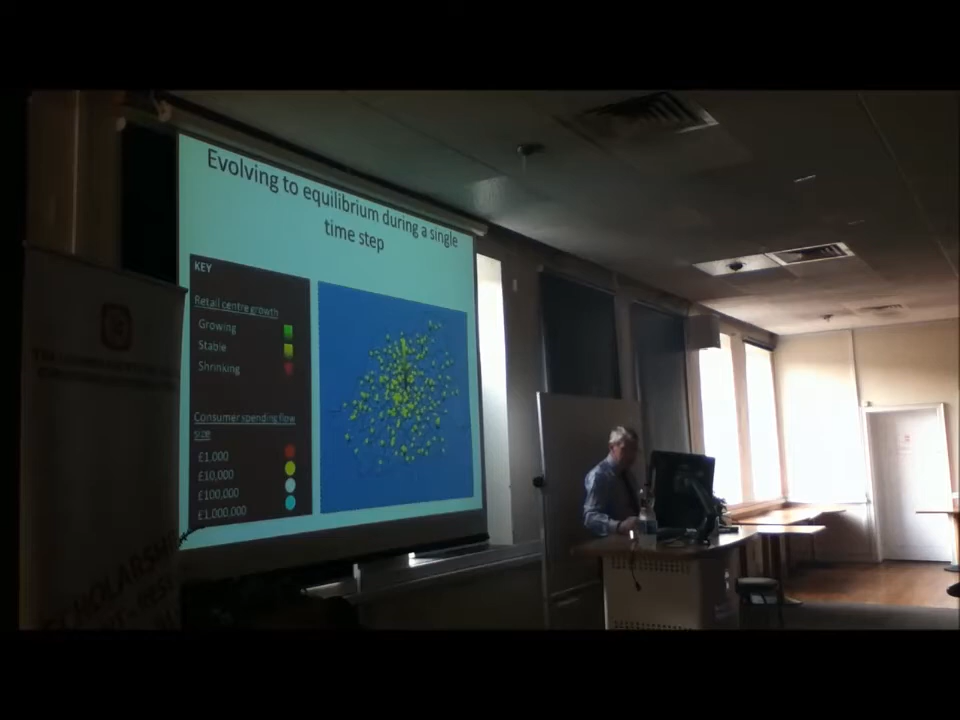 Evolving to equilibrium during a single
time step
KEY
Retail centre growth
Growing
Stable
Shrinking
Consumer spending flow
size
£1,000
£10,000
£100,000
£1,000,000
SCHOLARSHIP